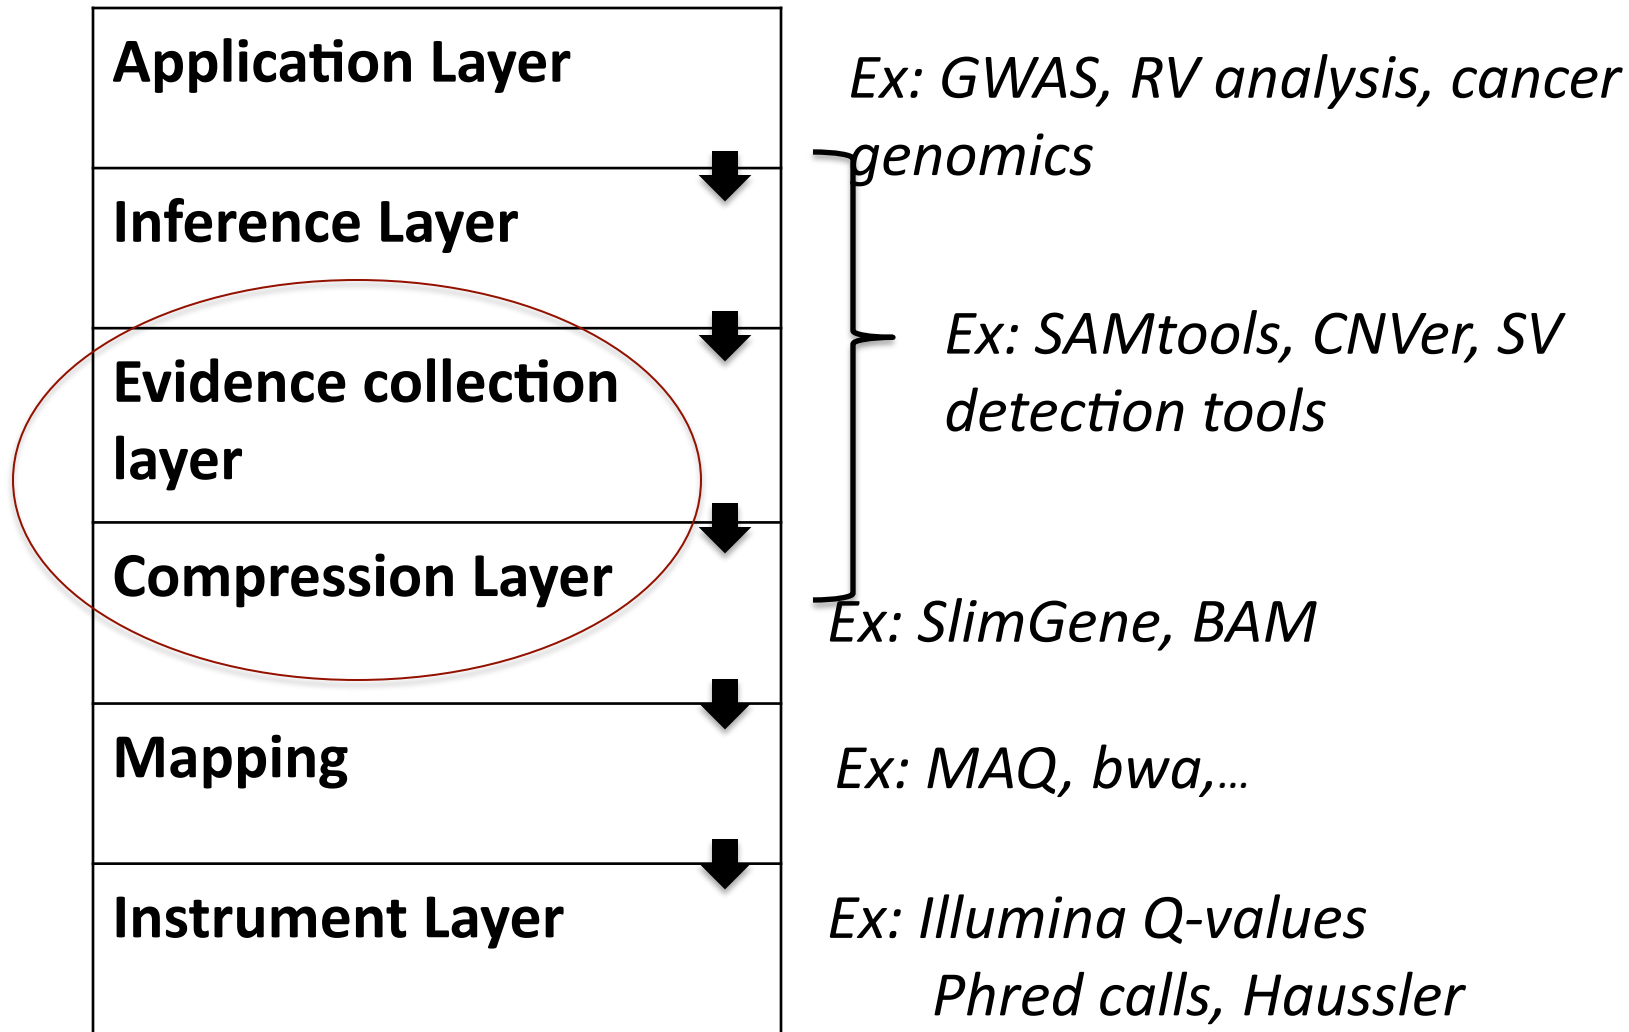 Application Layer
Ex: GWAS, RV analysis, cancer
genomics
Inference Layer
Evidence collection
layer
Ex: SAMtools, CNVer, SV
detection tools
Compression Layer
Ex: SlimGene, BAM
Mapping
Ex: MAQ, bwa,...
Instrument Layer
Ex: Illumina Q-values
Phred calls, Haussler